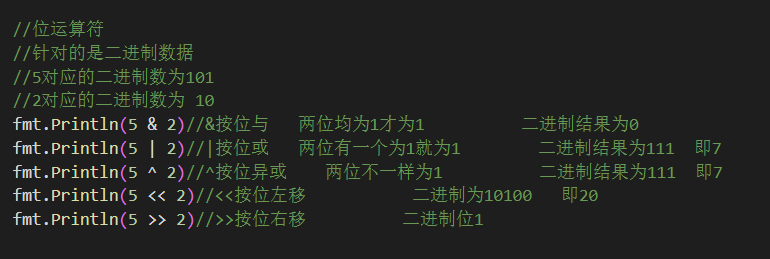 //位运算符
//针对的是二进制数据
//5对应的二进制数为101
//2对应的二进制数为 10
fmt.Println(5 & 2)//&按位与   两位均为1才为1          二进制结果为0
fmt.Println(5 | 2)//|按位或   两位有一个为1就为1        二进制结果为111  即7
fmt.Println(5 ^ 2)//^按位异或    两位不一样为1          二进制结果为111  即7
fmt.Println(5 << 2)//<<按位左移           二进制为10100   即20
fmt.Println(5 >> 2)//>>按位右移          二进制位1